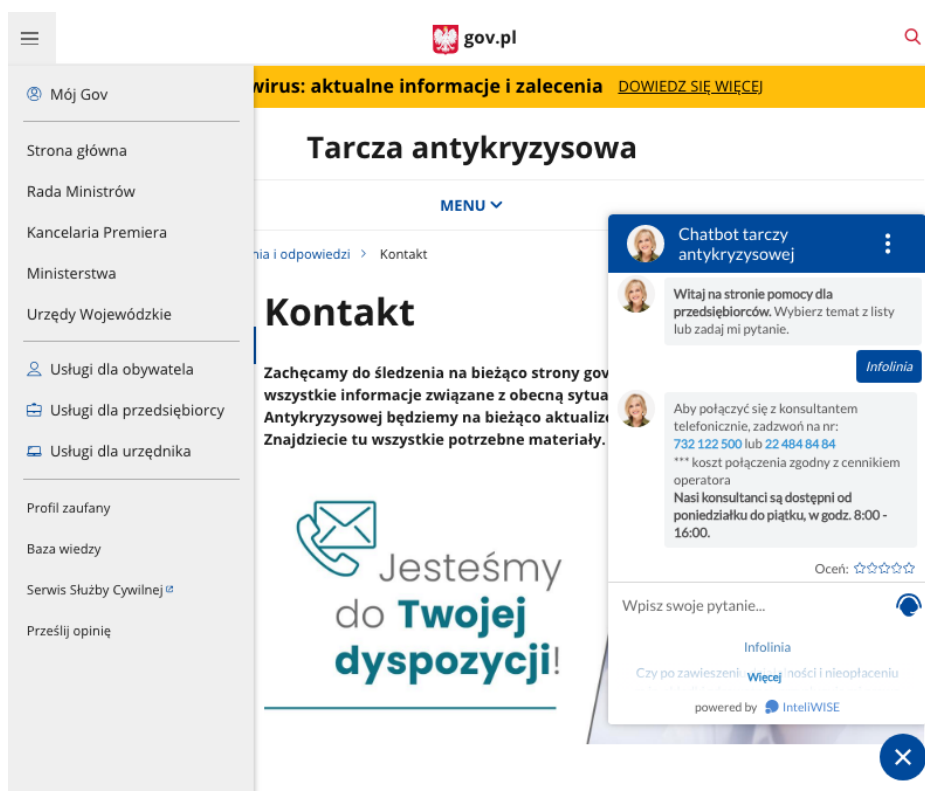 gov.pl
Mój Gov
Strona główna
Rada Ministrów
Kancelaria Premiera
Ministerstwa
Urzędy Wojewódzkie
Usługi dla obywatela
Usługi dla przedsiębiorcy
Usługi dla urzędnika
Profil zaufany
Baza wiedzy
Serwis Służby Cywilnej
Prześlij opinię
wirus: aktualne informacje i zalecenia DOWIEDZ SIĘ WIĘCEJ
Tarcza antykryzysowa
MENU
nia i odpowiedzi > Kontakt
Kontakt
Zachęcamy do śledzenia na bieżąco strony gov
wszystkie informacje związane z obecną sytua
Antykryzysowej będziemy na bieżąco aktualizo
Znajdziecie tu wszystkie potrzebne materiały.
Jesteśmy
do Twojej
dyspozycji!
Chatbot tarczy
antykryzysowej
Witaj na stronie pomocy dla
przedsiębiorców. Wybierz temat z listy
lub zadaj mi pytanie.
Infolinia
Aby połączyć się z konsultantem
telefonicznie, zadzwoń na nr:
732 122 500 lub 22 484 84 84
*** koszt połączenia zgodny z cennikiem
operatora
Nasi konsultanci są dostępni od
poniedziałku do piątku, w godz. 8:00 -
16:00.
Oceń:
Wpisz swoje pytanie...
Infolinia
Czy po zawieszeniu i nieopłaceniu
Więcej
powered by InteliWISE